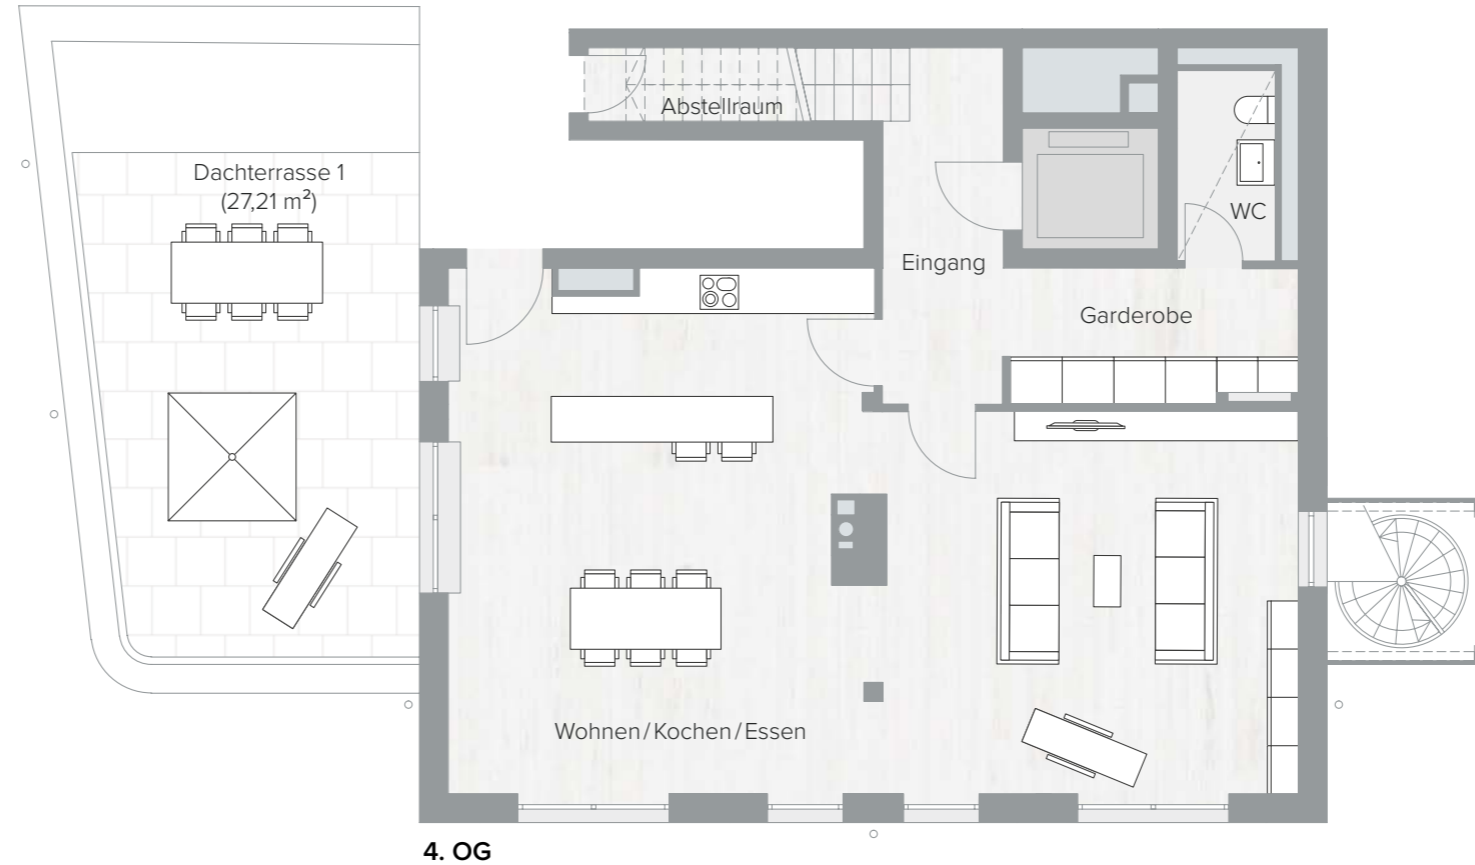 Abstellraum
Dachterrasse 1
(27,21 m²)
WC
Eingang
Garderobe
Wohnen/Kochen/Essen
4. OG